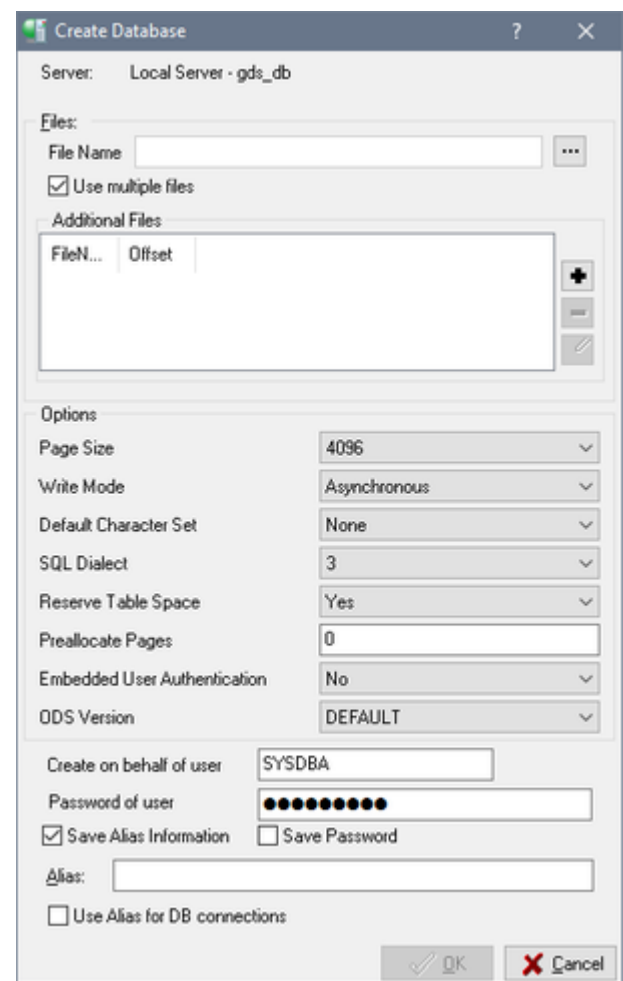 Create Database ?
Server: Local Server - gds_db
Files:
File Name ...
Use multiple files
Additional Files
FileN... Offset
Options
Page Size 4096
Write Mode Asynchronous
Default Character Set None
SQL Dialect 3
Reserve Table Space Yes
Preallocate Pages 0
Embedded User Authentication No
ODS Version DEFAULT
Create on behalf of user SYSDBA
Password of user ●●●●●●●●●
Save Alias Information Save Password
Alias:
Use Alias for DB connections
OK Cancel